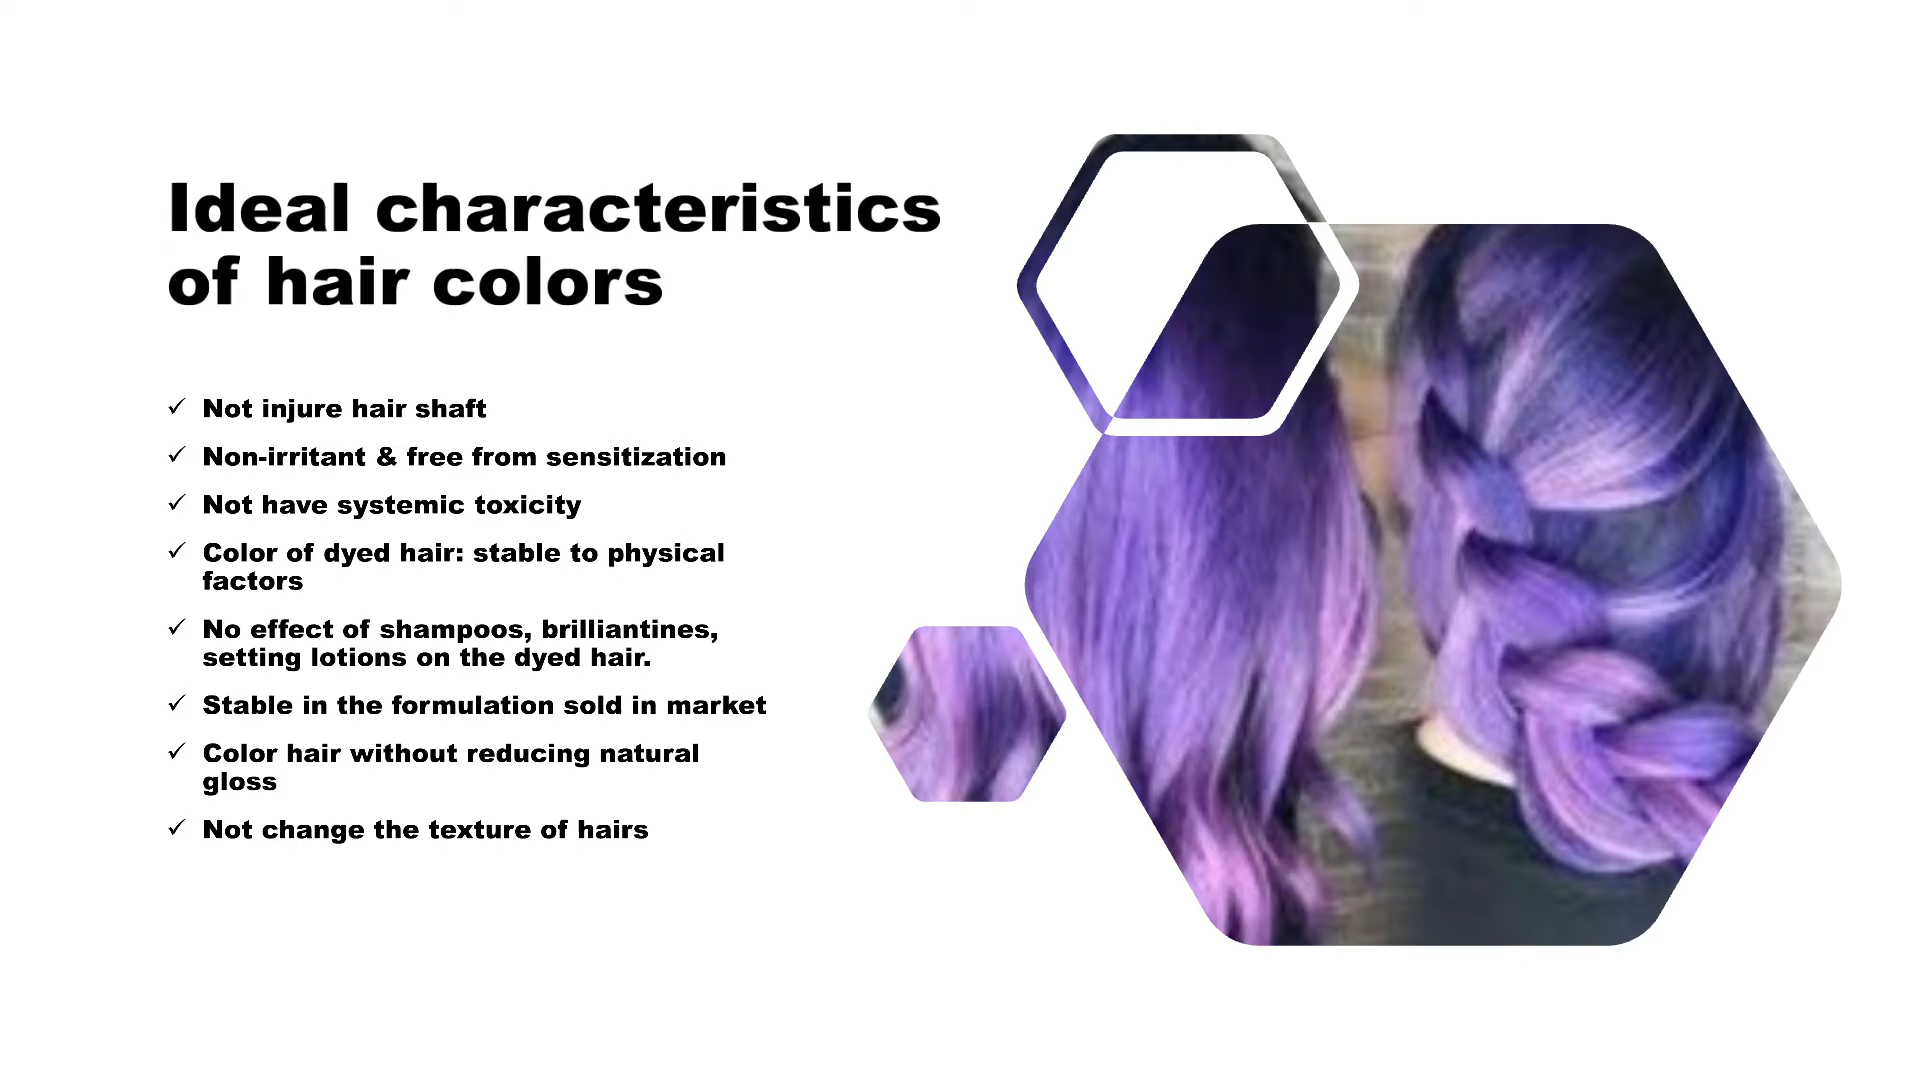 Ideal characteristics
of hair colors
✓ Not injure hair shaft
✓ Non-irritant & free from sensitization
✓ Not have systemic toxicity
✓ Color of dyed hair: stable to physical
factors
✓ No effect of shampoos, brilliantines,
setting lotions on the dyed hair.
✓ Stable in the formulation sold in market
✓ Color hair without reducing natural
gloss
✓ Not change the texture of hairs